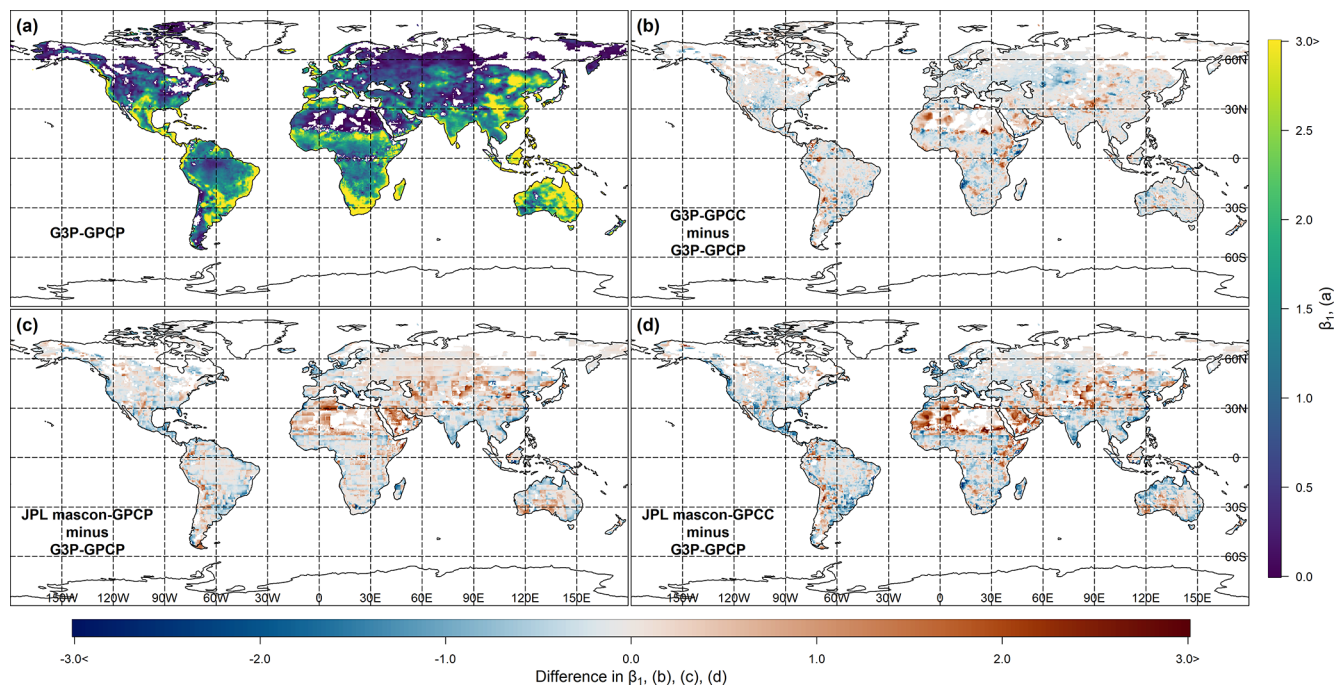 (a)
G3P-GPCP
(b)
60N
30N
0
30S
60S
G3P-GPCC
minus
G3P-GPCP
(c)
JPL mascon-GPCP
minus
G3P-GPCP
150W 120W 90W 60W 30W 0 30E 60E 90E 120E 150E
(d)
60N
30N
0
30S
60S
JPL mascon-GPCC
minus
G3P-GPCP
150W 120W 90W 60W 30W 0 30E 60E 90E 120E 150E
3.0>
2.5
2.0
1.5
1.0
0.5
0.0
β₁, (a)
-3.0< -2.0 -1.0 0.0 1.0 2.0 3.0>
Difference in β₁, (b), (c), (d)